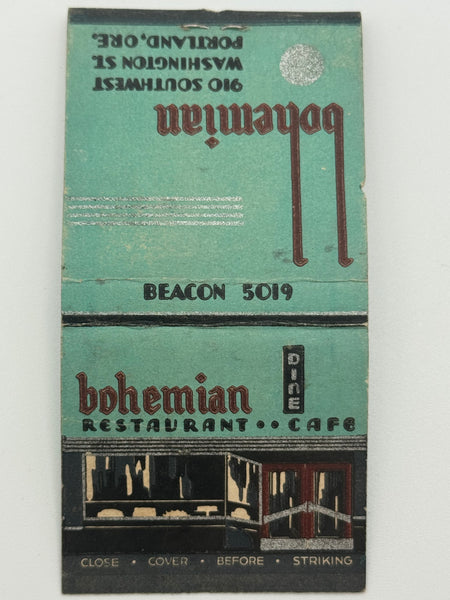 910 SOUTHWEST
WASHINGTON ST.
PORTLAND, ORE.
bohemian
BEACON 5019
DINE
bohemian
RESTAURANT •• CAFE
CLOSE • COVER • BEFORE • STRIKING